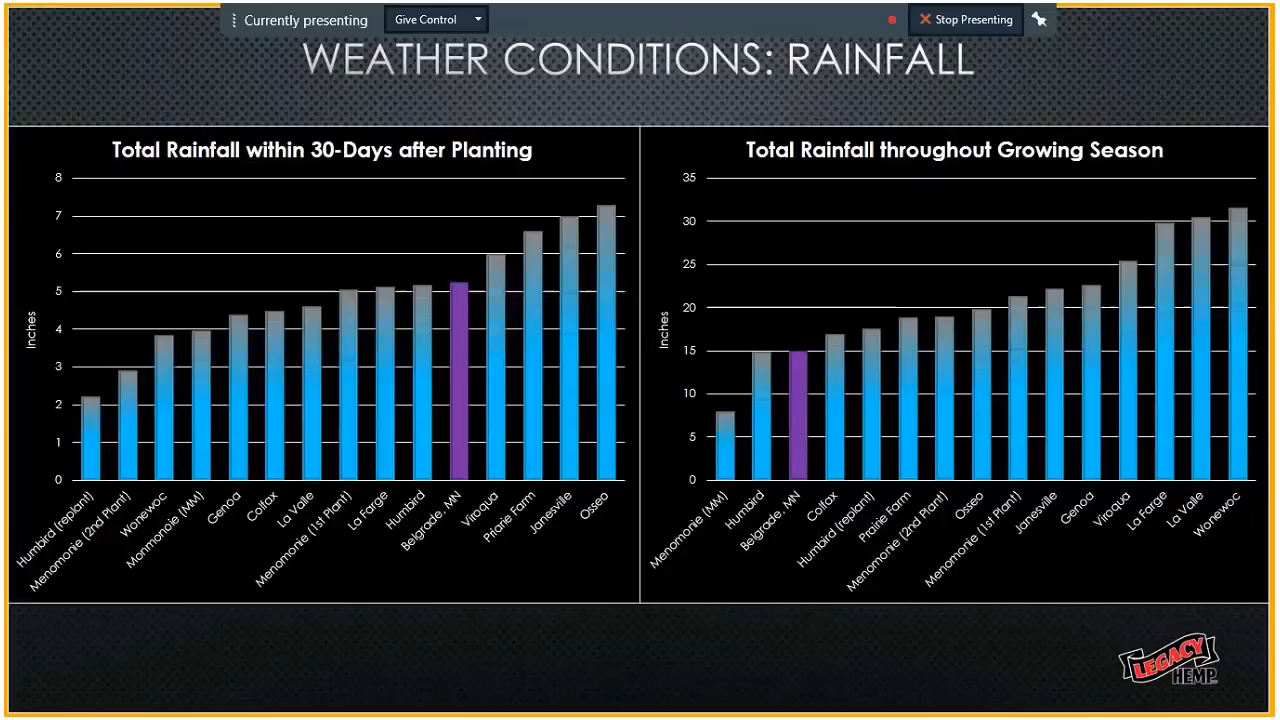 Currently presenting
Give Control
Stop Presenting
WEATHER CONDITIONS: RAINFALL
Total Rainfall within 30-Days after Planting
8
7
6
5
4
3
2
1
0
Inches
Humbird (replant)
Menomonie (2nd Plant)
Wonewoc
Monmonole (MM)
Genoa
Colfax
La Valle
Menomonie (1st Plant)
La Farge
Humbird
Belgrade, MN
Viroqua
Prairie Farm
Janesville
Osseo
Total Rainfall throughout Growing Season
35
30
25
20
15
10
5
0
Inches
Menomonie (MM)
Humbird
Belgrade, MN
Colfax
Humbird (replant)
Prairie Farm
Menomonie (2nd Plant)
Osseo
Menomonie (1st Plant)
Janesville
Genoa
Viroqua
La Farge
La Valle
Wonewoc
LEGACY
HEMP